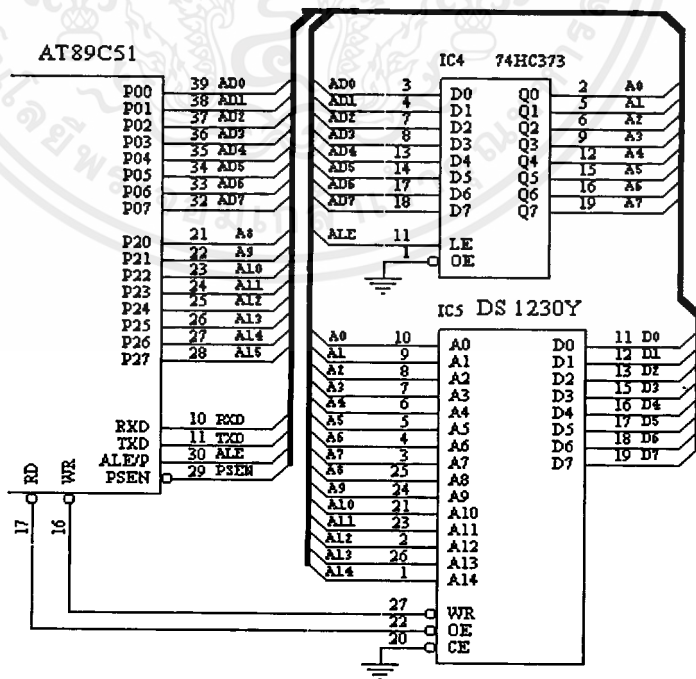 AT89C51
P00 39 AD0
P01 38 AD1
P02 37 AD2
P03 36 AD3
P04 35 AD4
P05 34 AD5
P06 33 AD6
P07 32 AD7
P20 21 A8
P21 22 A9
P22 23 A10
P23 24 A11
P24 25 A12
P25 26 A13
P26 27 A14
P27 28 A15
RXD 10 RXD
TXD 11 TXD
ALE/P 30 ALE
PSEN 29 PSEN
RD
WR
17
16
IC4 74HC373
AD0 3 D0 Q0 2 A0
AD1 4 D1 Q1 5 A1
AD2 7 D2 Q2 6 A2
AD3 8 D3 Q3 9 A3
AD4 13 D4 Q4 12 A4
AD5 14 D5 Q5 15 A5
AD6 17 D6 Q6 16 A6
AD7 18 D7 Q7 19 A7
ALE 11 LE
1 OE
IC5 DS 1230Y
A0 10 A0 D0 11 D0
A1 9 A1 D1 12 D1
A2 8 A2 D2 13 D2
A3 7 A3 D3 15 D3
A4 6 A4 D4 16 D4
A5 5 A5 D5 17 D5
A6 4 A6 D6 18 D6
A7 3 A7 D7 19 D7
A8 25 A8
A9 24 A9
A10 21 A10
A11 23 A11
A12 2 A12
A13 26 A13
A14 1 A14
27 WR
22 OE
20 CE